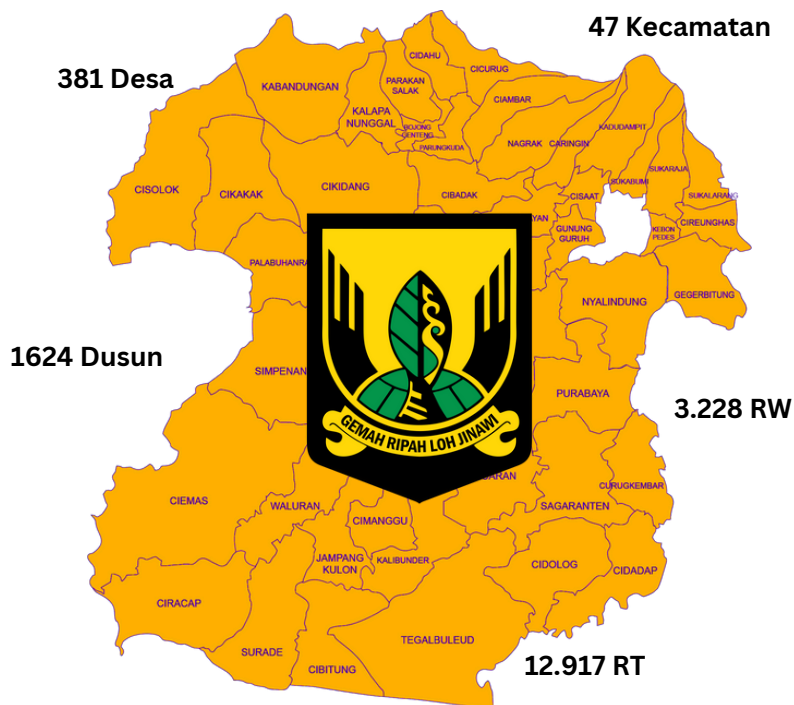 47 Kecamatan
381 Desa
CIDAHU
CICURUG
KABANDUNGAN
PARAKAN
SALAK
CIAMBAR
KALAPA
NUNGGAL
BOJONG
GENTENG
PARUNGKUDA
NAGRAK
CARINGIN
KADUDAMPIT
CISOLOK
CIKAKAK
CIKIDANG
CIBADAK
CISAAT
SUKABUMI
SUKARAJA
SUKALARANG
YAN
GUNUNG
GURUH
KEBON
PEDES
CIREUNGHAS
PALABUHANRA
NYALINDUNG
GEGERBITUNG
1624 Dusun
SIMPENAN
PURABAYA
3.228 RW
GEMAH RIPAH LOH JINAWI
CIEMAS
WALURAN
CIMANGGU
ARAN
SAGARANTEN
CURUGKEMBAR
JAMPANG
KULON
KALIBUNDER
CIDOLOG
CIDADAP
CIRACAP
SURADE
CIBITUNG
TEGALBULEUD
12.917 RT